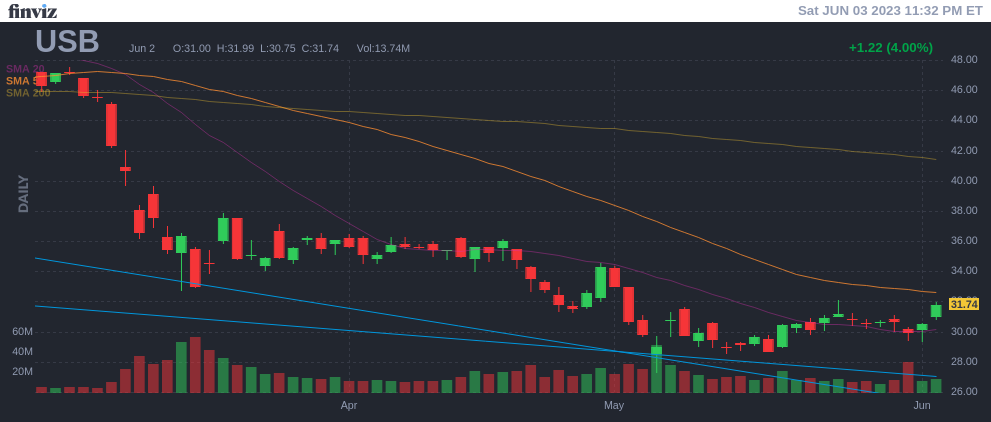 finviz
Sat JUN 03 2023 11:32 PM ET
USB
Jun 2 O:31.00 H:31.99 L:30.75 C:31.74 Vol:13.74M
+1.22 (4.00%)
SMA 20
SMA
SMA 200
DAILY
48.00
46.00
44.00
42.00
40.00
38.00
36.00
34.00
31.74
30.00
28.00
26.00
60M
40M
20M
Apr
May
Jun